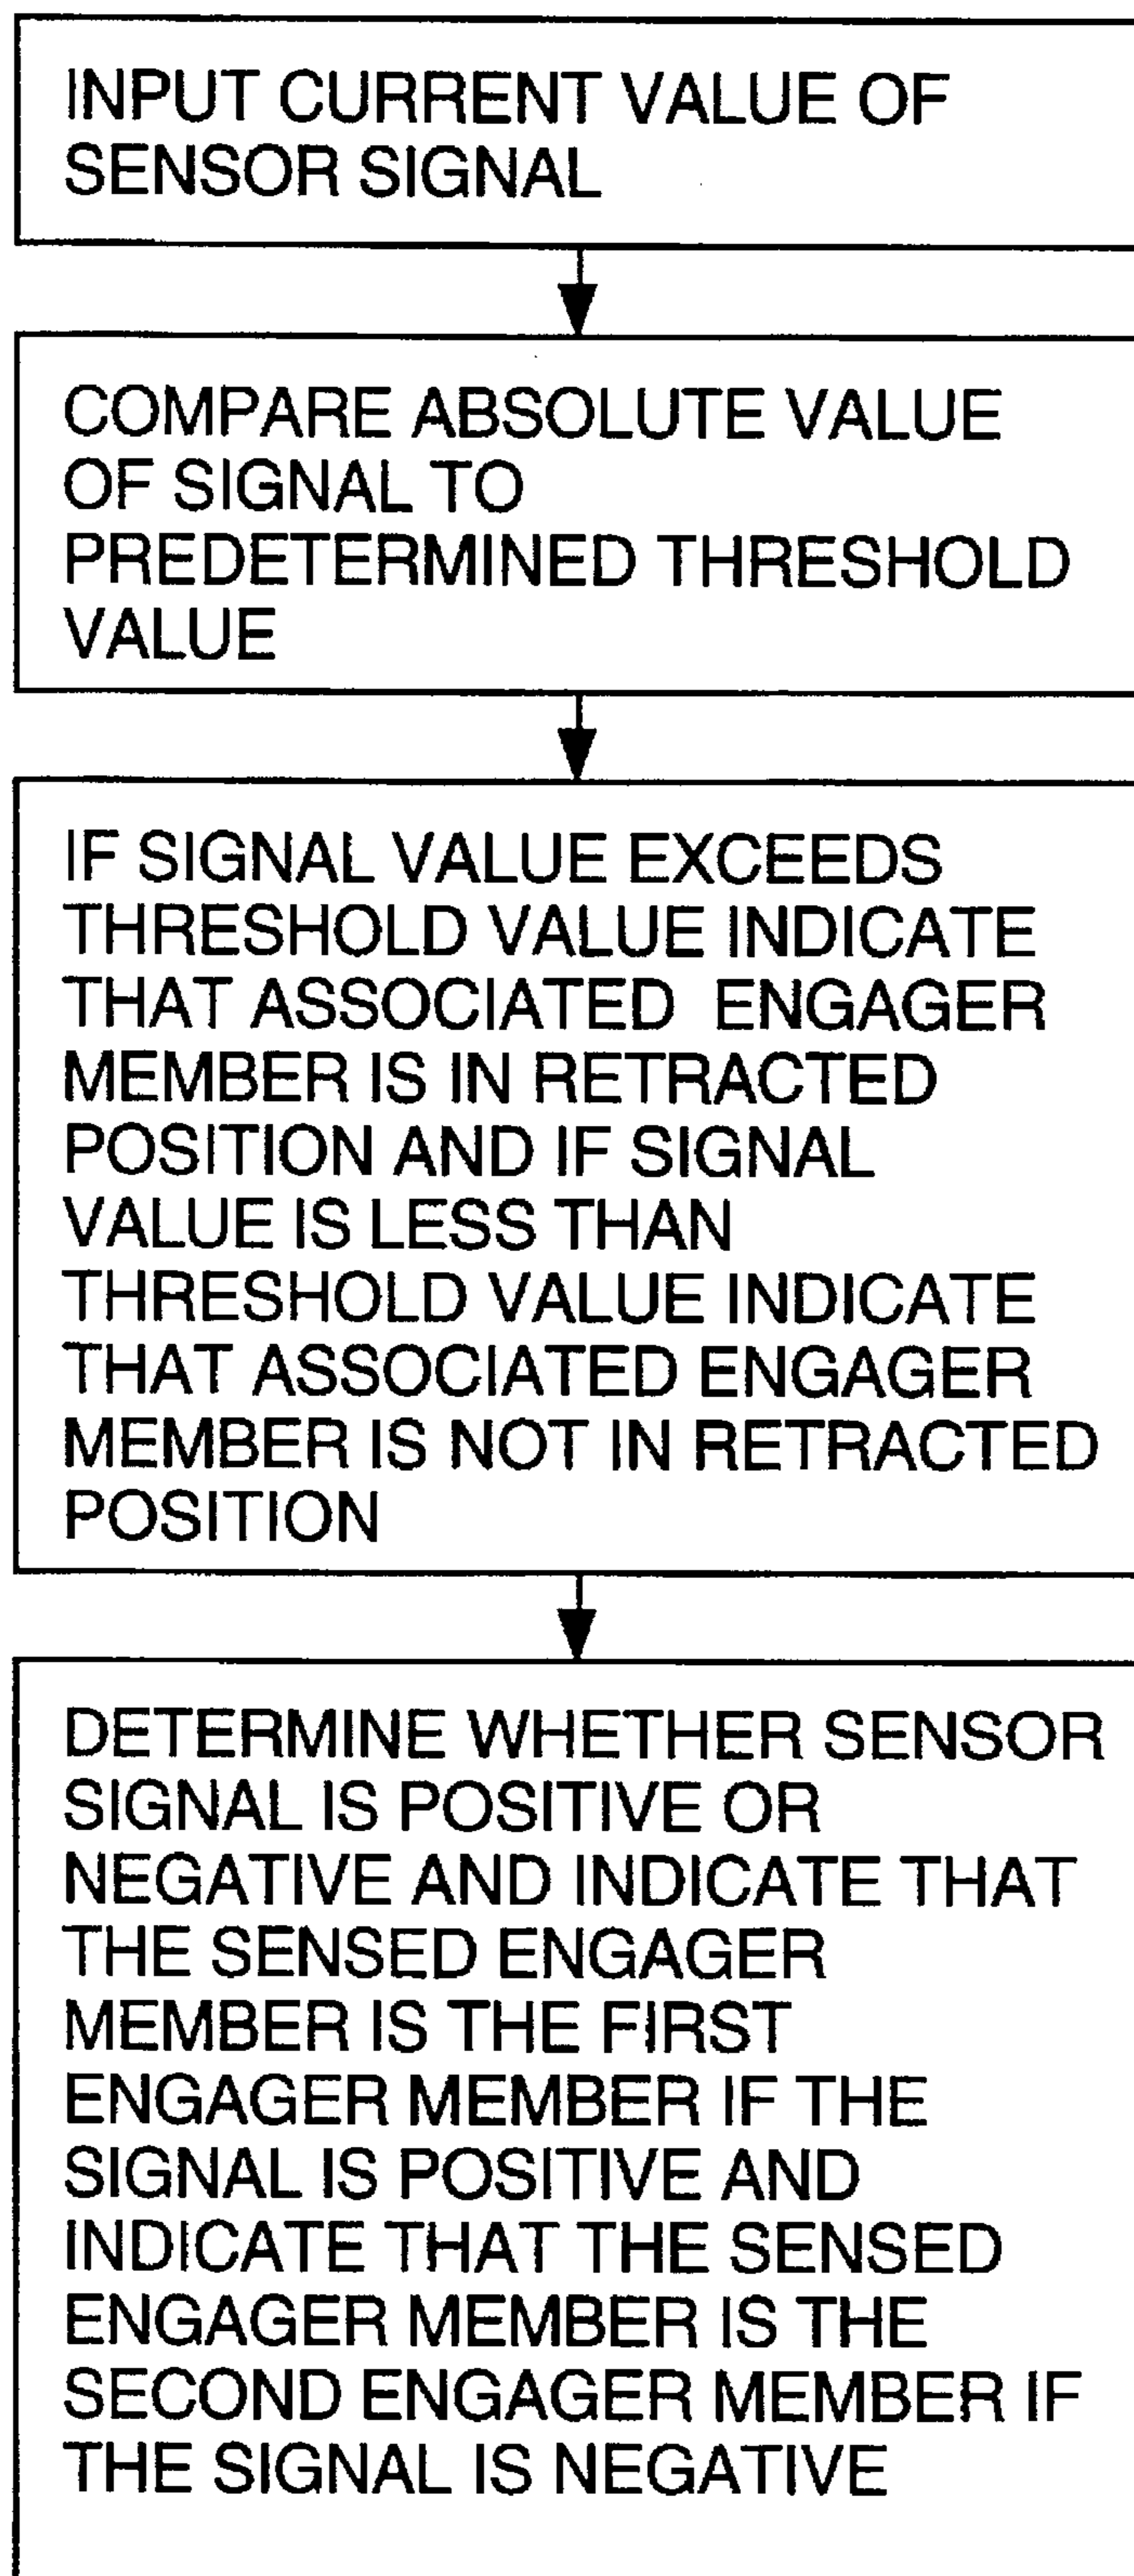 INPUT CURRENT VALUE OF
SENSOR SIGNAL
COMPARE ABSOLUTE VALUE
OF SIGNAL TO
PREDETERMINED THRESHOLD
VALUE
IF SIGNAL VALUE EXCEEDS
THRESHOLD VALUE INDICATE
THAT ASSOCIATED ENGAGER
MEMBER IS IN RETRACTED
POSITION AND IF SIGNAL
VALUE IS LESS THAN
THRESHOLD VALUE INDICATE
THAT ASSOCIATED ENGAGER
MEMBER IS NOT IN RETRACTED
POSITION
DETERMINE WHETHER SENSOR
SIGNAL IS POSITIVE OR
NEGATIVE AND INDICATE THAT
THE SENSED ENGAGER
MEMBER IS THE FIRST
ENGAGER MEMBER IF THE
SIGNAL IS POSITIVE AND
INDICATE THAT THE SENSED
ENGAGER MEMBER IS THE
SECOND ENGAGER MEMBER IF
THE SIGNAL IS NEGATIVE